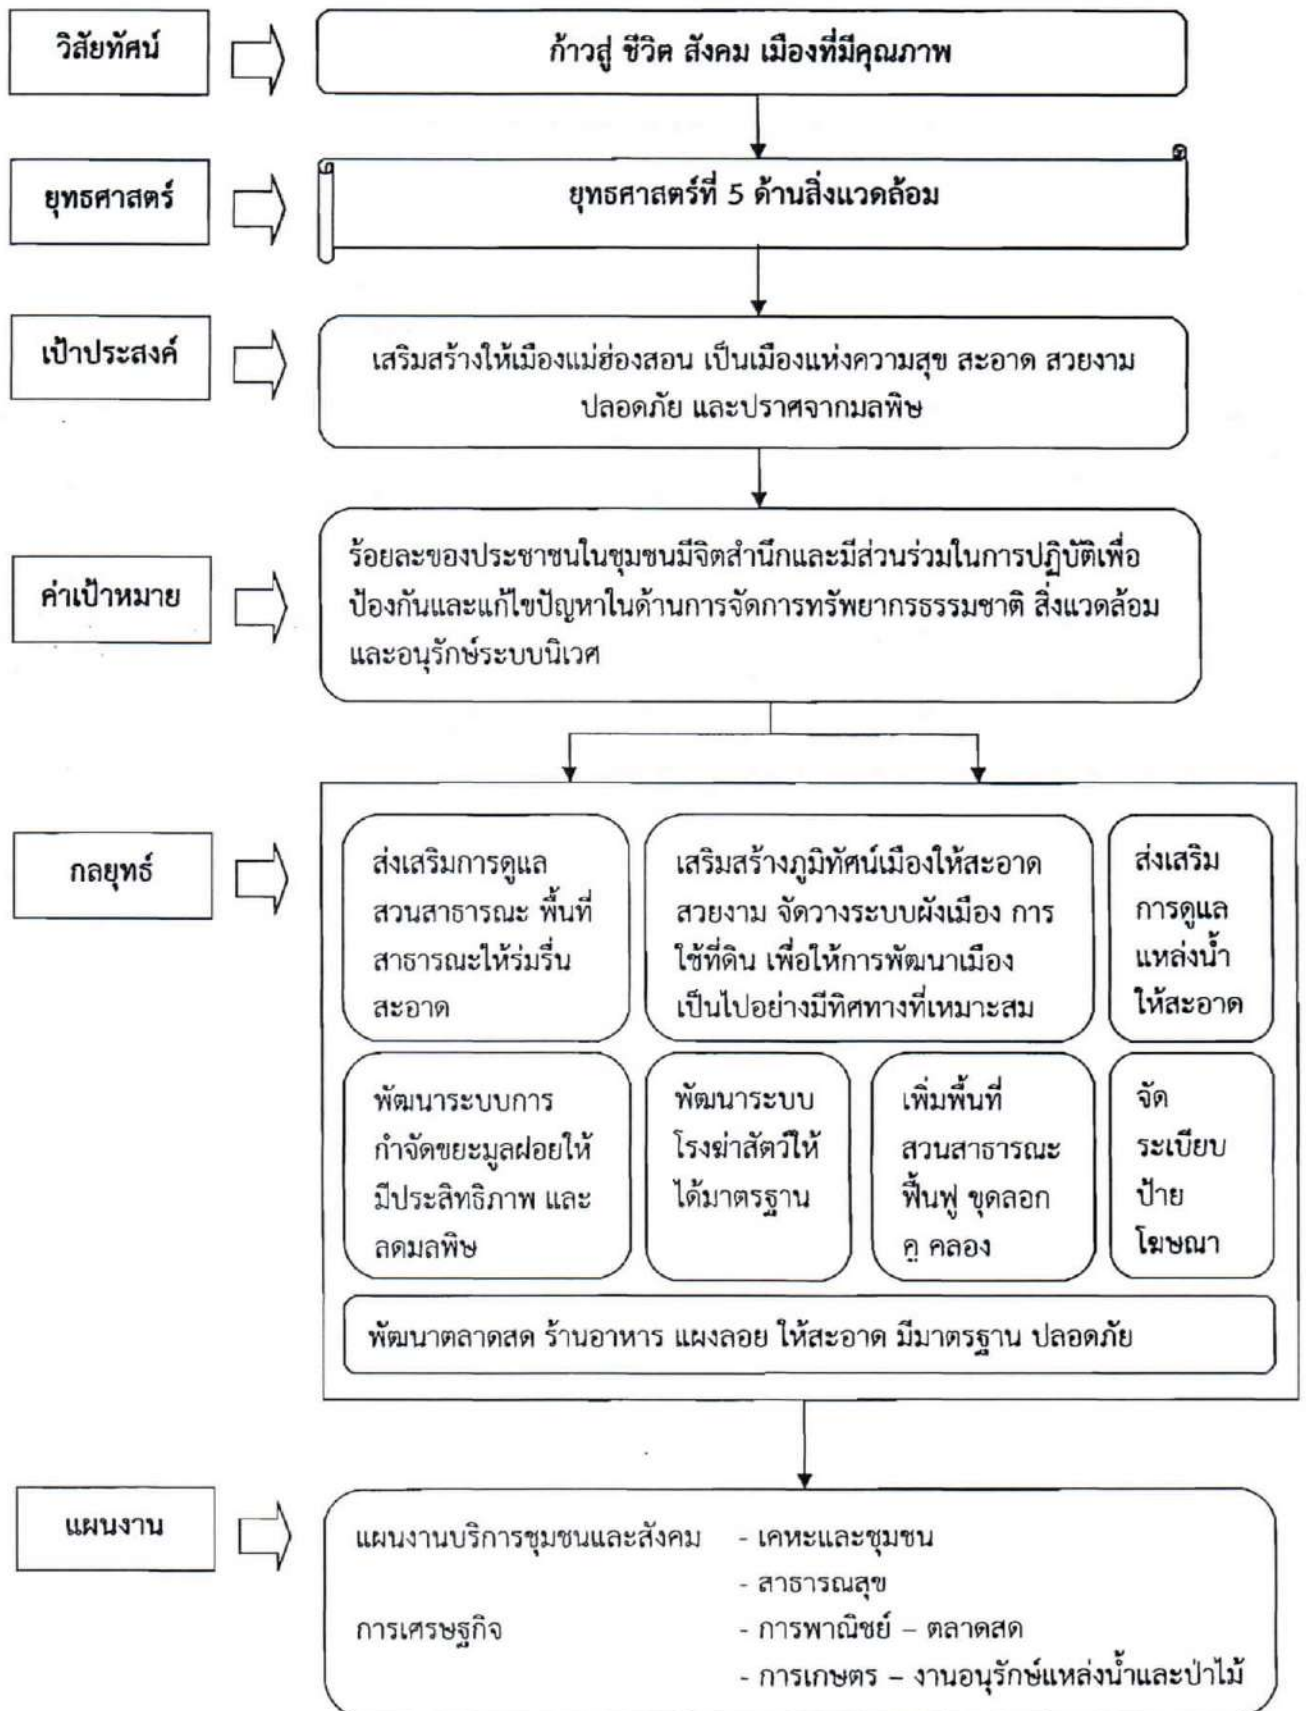 วิสัยทัศน์
ก้าวสู่ ชีวิต สังคม เมืองที่มีคุณภาพ
ยุทธศาสตร์
ยุทธศาสตร์ที่ 5 ด้านสิ่งแวดล้อม
เป้าประสงค์
เสริมสร้างให้เมืองแม่ฮ่องสอน เป็นเมืองแห่งความสุข สะอาด สวยงาม
ปลอดภัย และปราศจากมลพิษ
ค่าเป้าหมาย
ร้อยละของประชาชนในชุมชนมีจิตสำนึกและมีส่วนร่วมในการปฏิบัติเพื่อ
ป้องกันและแก้ไขปัญหาในด้านการจัดการทรัพยากรธรรมชาติ สิ่งแวดล้อม
และอนุรักษ์ระบบนิเวศ
กลยุทธ์
ส่งเสริมการดูแล
สวนสาธารณะ พื้นที่
สาธารณะให้ร่มรื่น
สะอาด
เสริมสร้างภูมิทัศน์เมืองให้สะอาด
สวยงาม จัดวางระบบผังเมือง การ
ใช้ที่ดิน เพื่อให้การพัฒนาเมือง
เป็นไปอย่างมีทิศทางที่เหมาะสม
ส่งเสริม
การดูแล
แหล่งน้ำ
ให้สะอาด
พัฒนาระบบการ
กำจัดขยะมูลฝอยให้
มีประสิทธิภาพ และ
ลดมลพิษ
พัฒนาระบบ
โรงฆ่าสัตว์ให้
ได้มาตรฐาน
เพิ่มพื้นที่
สวนสาธารณะ
ฟื้นฟู ขุดลอก
คู คลอง
จัด
ระเบียบ
ป้าย
โฆษณา
พัฒนาตลาดสด ร้านอาหาร แผงลอย ให้สะอาด มีมาตรฐาน ปลอดภัย
แผนงาน
แผนงานบริการชุมชนและสังคม - เคหะและชุมชน
- สาธารณสุข
การเศรษฐกิจ - การพาณิชย์ – ตลาดสด
- การเกษตร – งานอนุรักษ์แหล่งน้ำและป่าไม้